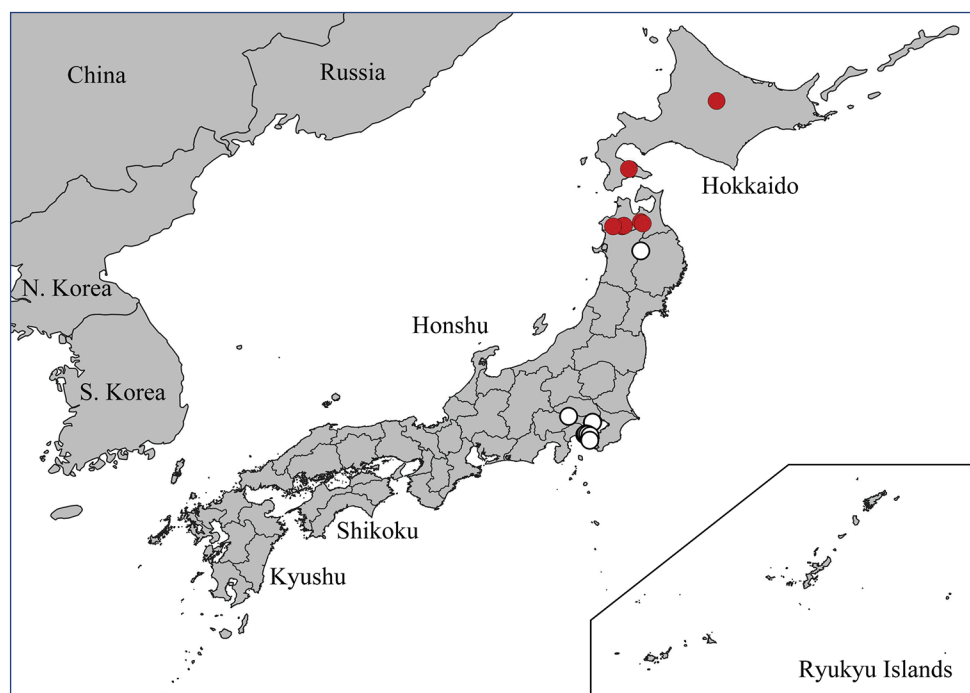 China
Russia
Hokkaido
N. Korea
Honshu
S. Korea
Shikoku
Kyushu
Ryukyu Islands